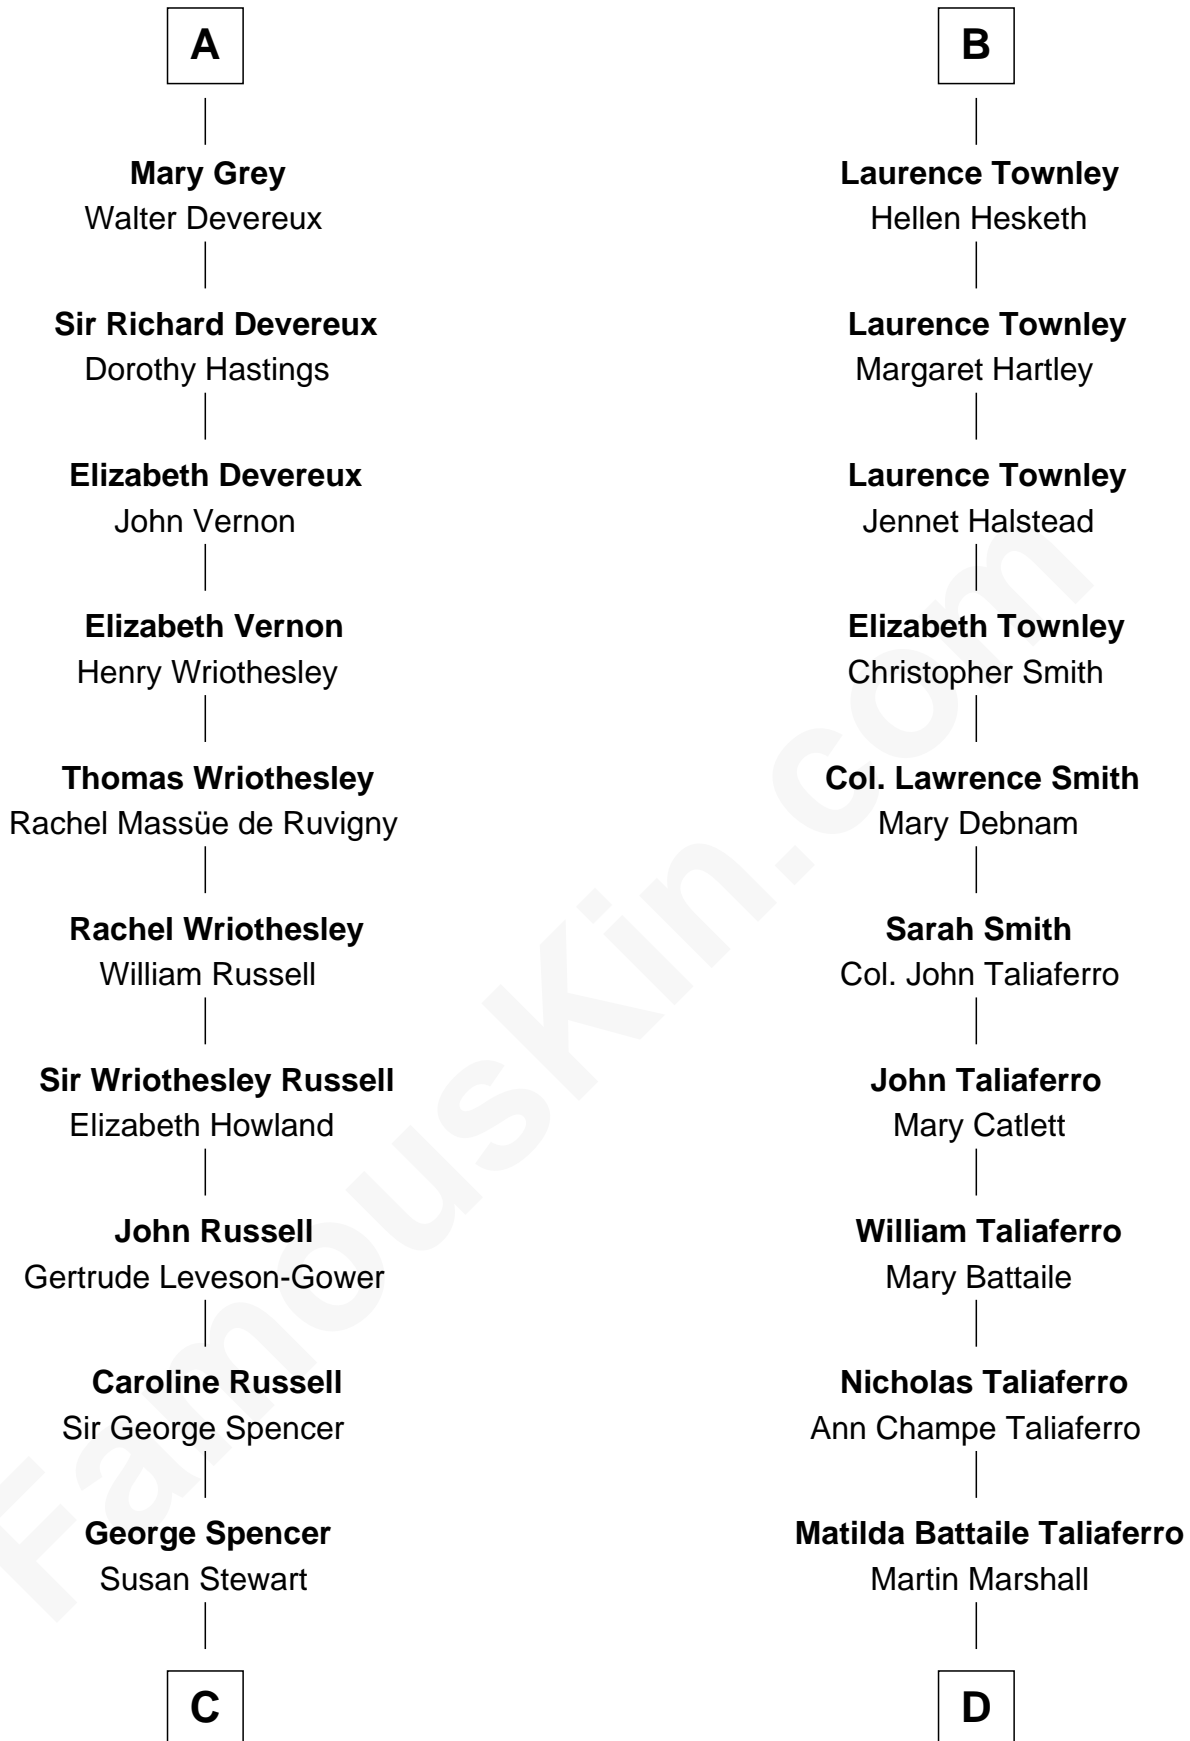 A
Mary Grey
Walter Devereux
Sir Richard Devereux
Dorothy Hastings
Elizabeth Devereux
John Vernon
Elizabeth Vernon
Henry Wriothesley
Thomas Wriothesley
Rachel Massüe de Ruvigny
Rachel Wriothesley
William Russell
Sir Wriothesley Russell
Elizabeth Howland
John Russell
Gertrude Leveson-Gower
Caroline Russell
Sir George Spencer
George Spencer
Susan Stewart
C
B
Laurence Townley
Hellen Hesketh
Laurence Townley
Margaret Hartley
Laurence Townley
Jennet Halstead
Elizabeth Townley
Christopher Smith
Col. Lawrence Smith
Mary Debnam
Sarah Smith
Col. John Taliaferro
John Taliaferro
Mary Catlett
William Taliaferro
Mary Battaile
Nicholas Taliaferro
Ann Champe Taliaferro
Matilda Battaile Taliaferro
Martin Marshall
D
FamousKin.com